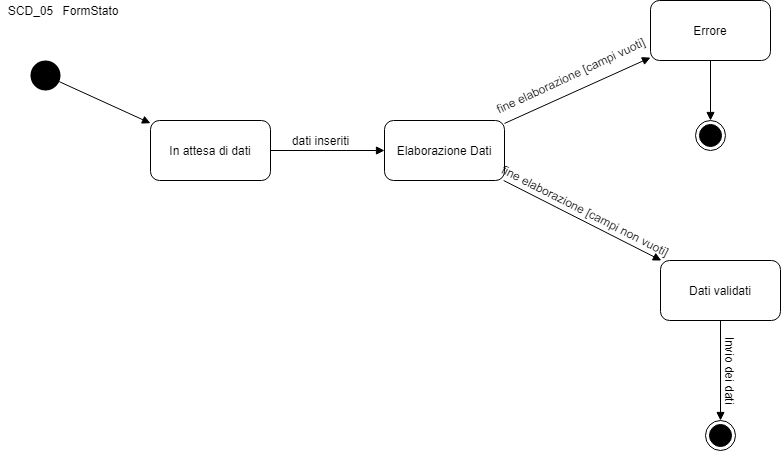 SCD_05   FormStato
Errore
fine elaborazione [campi vuoti]
dati inseriti
In attesa di dati
Elaborazione Dati
fine elaborazione [campi non vuoti]
Dati validati
Invio dei dati